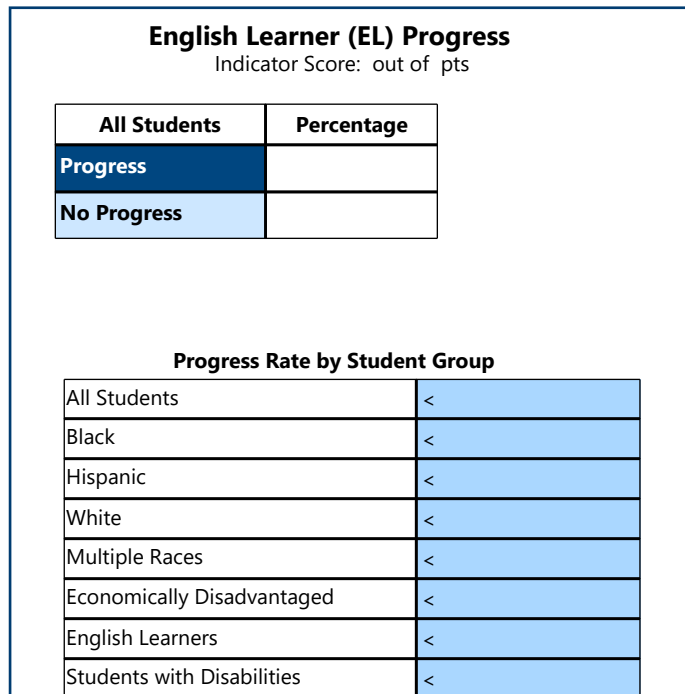 English Learner (EL) Progress
Indicator Score:  out of  pts
All Students Percentage
Progress
No Progress
Progress Rate by Student Group
All Students <
Black <
Hispanic <
White <
Multiple Races <
Economically Disadvantaged <
English Learners <
Students with Disabilities <